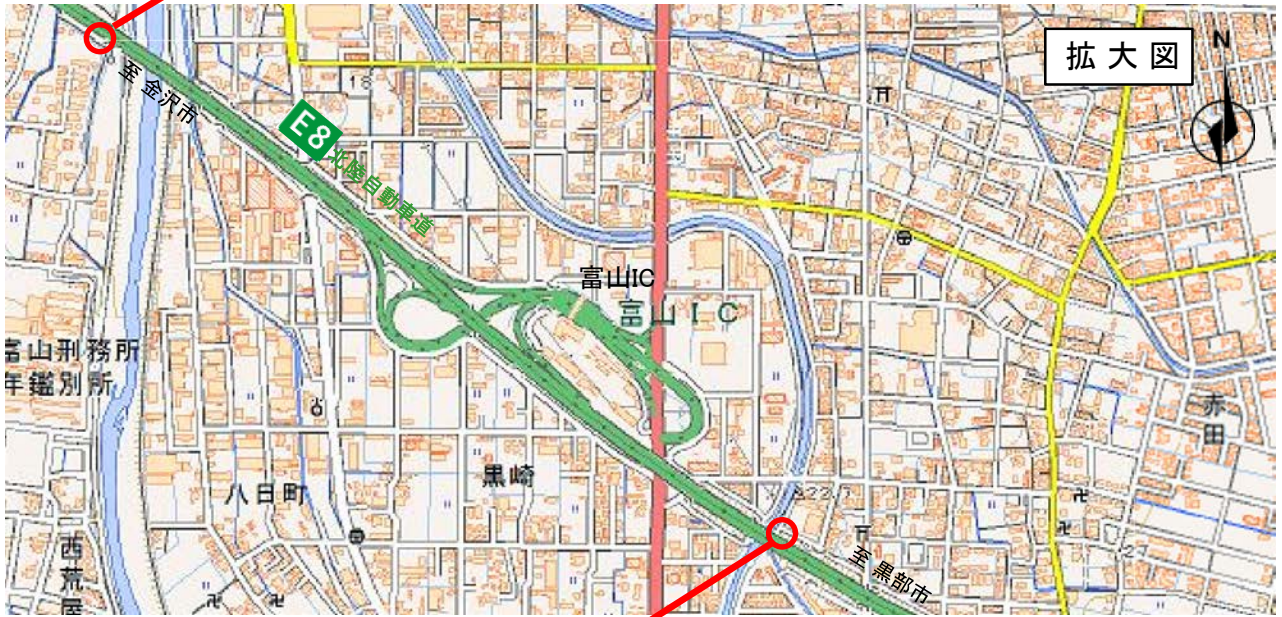 拡大図
N
18
至 金沢市
E8
北陸自動車道
富山IC
富山IC
富山刑務所
年鑑別所
赤田
黒崎
八日町
西荒屋
至 黒部市